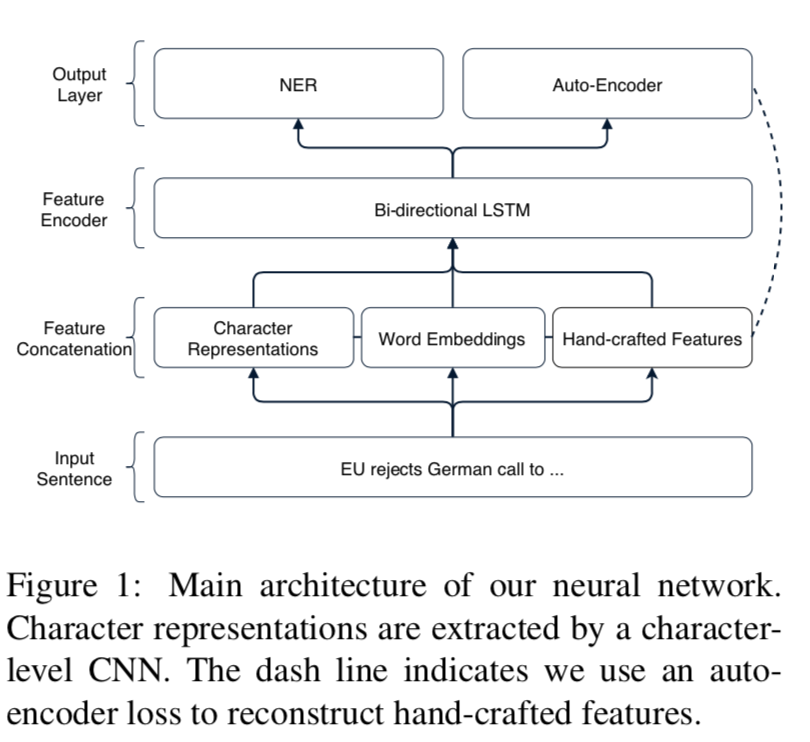 Output
Layer
NER
Auto-Encoder
Feature
Encoder
Bi-directional LSTM
Feature
Concatenation
Character
Representations
Word Embeddings
Hand-crafted Features
Input
Sentence
EU rejects German call to ...
Figure 1: Main architecture of our neural network.
Character representations are extracted by a character-
level CNN. The dash line indicates we use an auto-
encoder loss to reconstruct hand-crafted features.